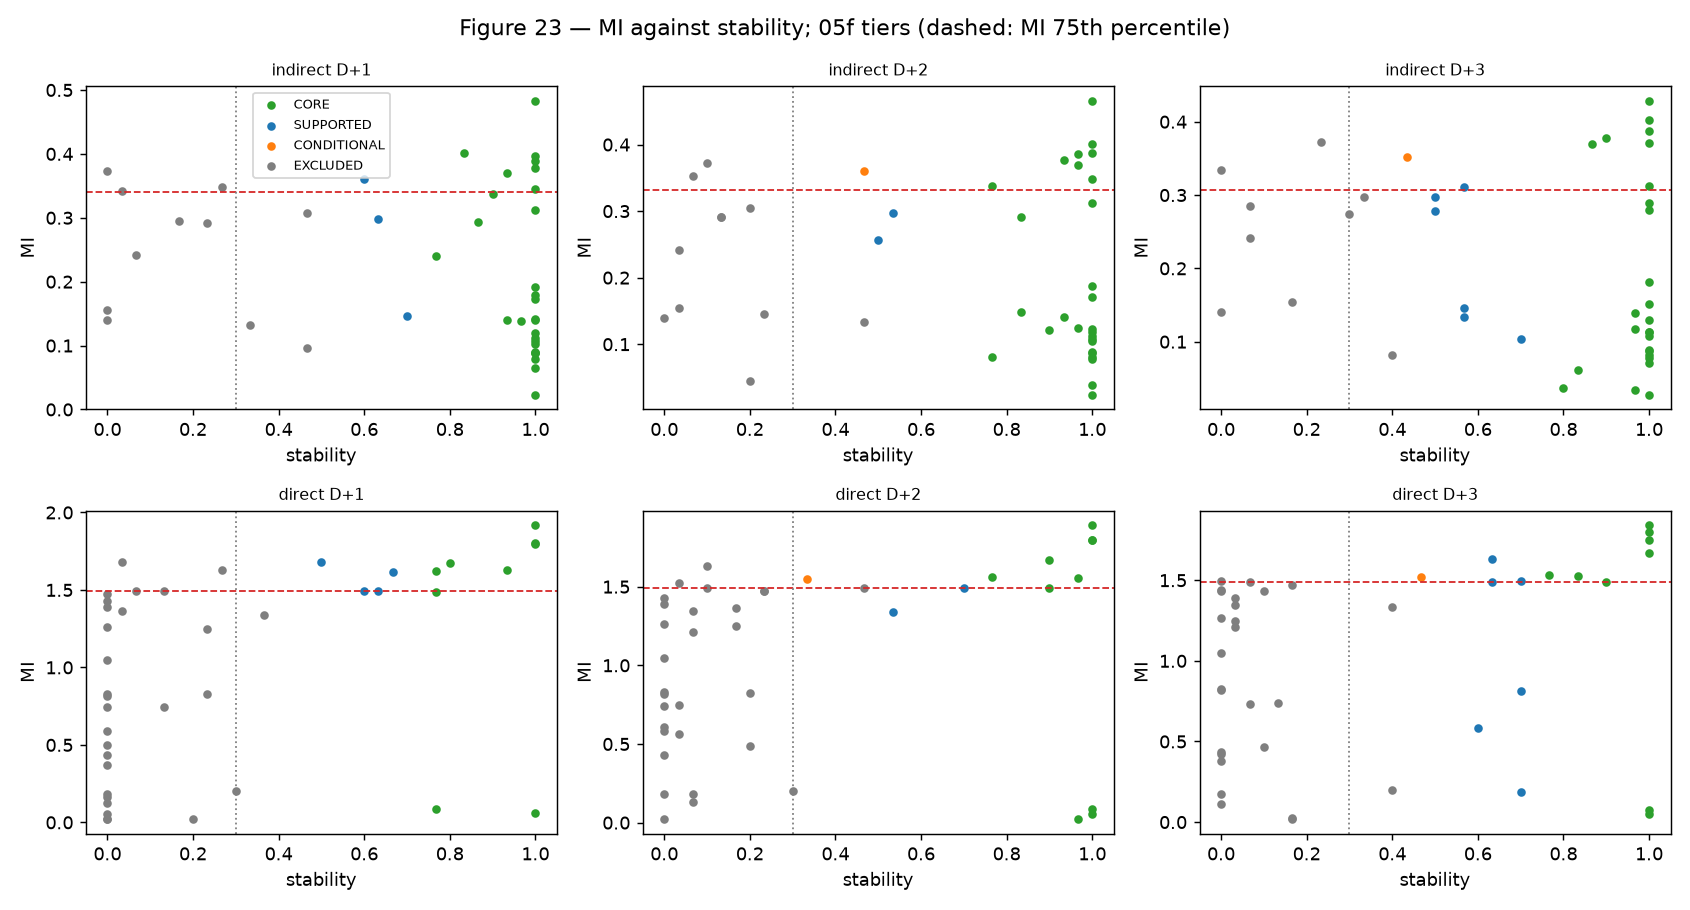 Figure 23 — MI against stability; 05f tiers (dashed: MI 75th percentile)
indirect D+1
indirect D+2
indirect D+3
CORE
SUPPORTED
CONDITIONAL
EXCLUDED
0.5
0.4
0.3
0.2
0.1
0.0
MI
0.0 0.2 0.4 0.6 0.8 1.0
stability
0.4
0.3
0.2
0.1
MI
0.0 0.2 0.4 0.6 0.8 1.0
stability
0.4
0.3
0.2
0.1
MI
0.0 0.2 0.4 0.6 0.8 1.0
stability
direct D+1
direct D+2
direct D+3
2.0
1.5
1.0
0.5
0.0
MI
0.0 0.2 0.4 0.6 0.8 1.0
stability
1.5
1.0
0.5
0.0
MI
0.0 0.2 0.4 0.6 0.8 1.0
stability
1.5
1.0
0.5
0.0
MI
0.0 0.2 0.4 0.6 0.8 1.0
stability